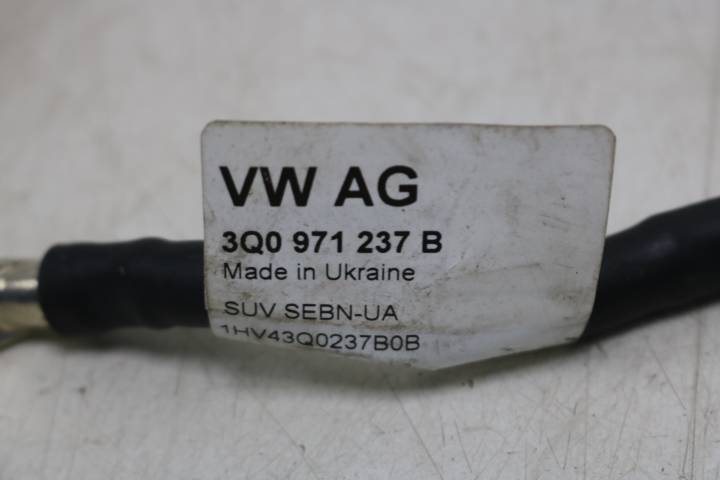 VW AG
3Q0 971 237 B
Made in Ukraine
SUV SEBN-UA
1HV43Q0237B0B